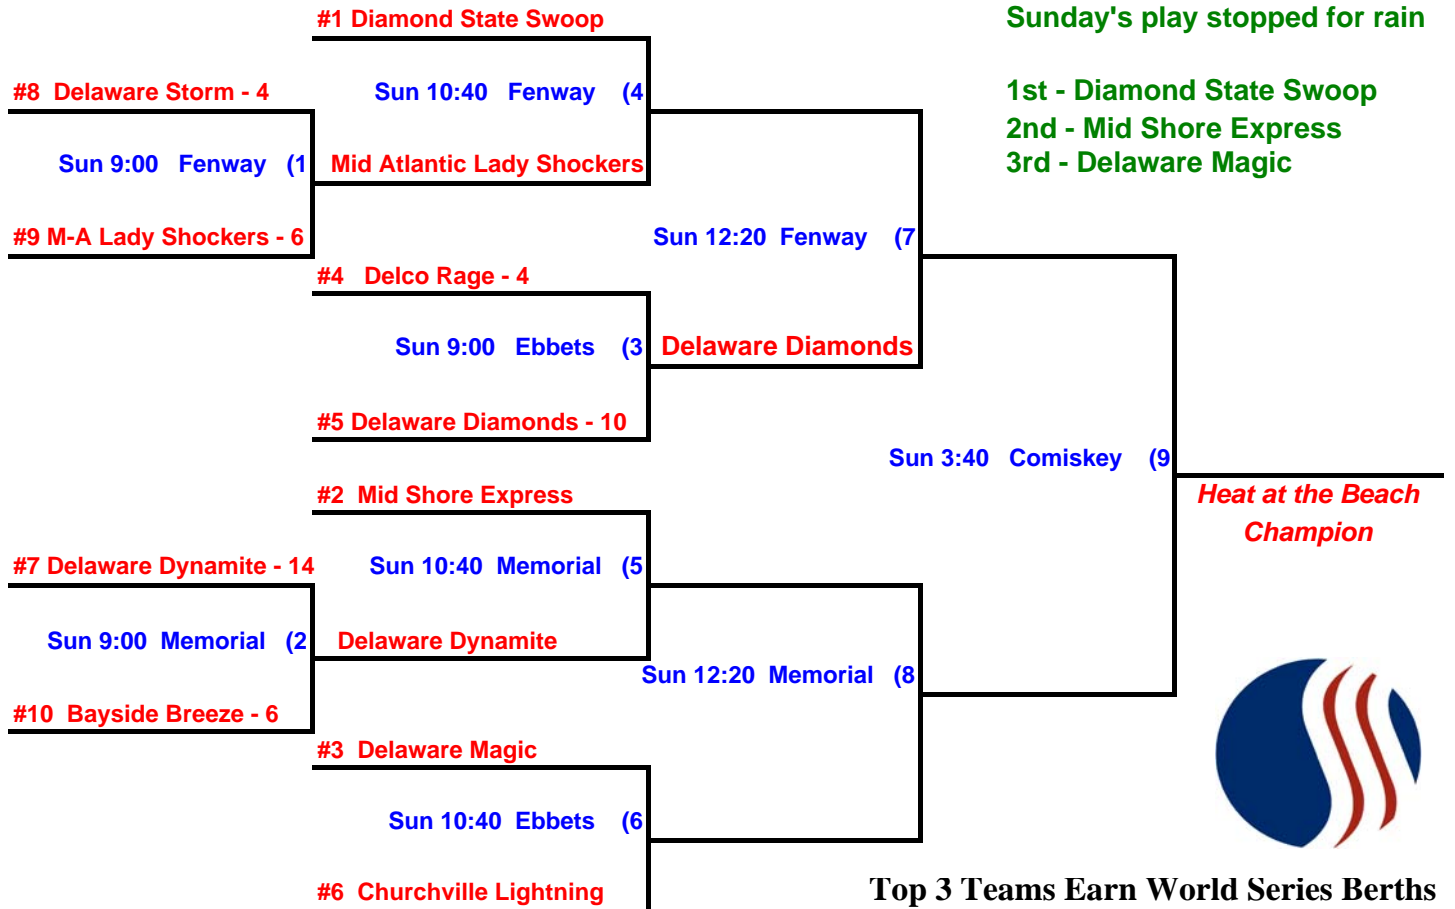 #1 Diamond State Swoop
Sunday's play stopped for rain
#8 Delaware Storm - 4
Sun 10:40 Fenway (4
1st - Diamond State Swoop
2nd - Mid Shore Express
3rd - Delaware Magic
Sun 9:00 Fenway (1
Mid Atlantic Lady Shockers
#9 M-A Lady Shockers - 6
Sun 12:20 Fenway (7
#4 Delco Rage - 4
Sun 9:00 Ebbets (3
Delaware Diamonds
#5 Delaware Diamonds - 10
Sun 3:40 Comiskey (9
#2 Mid Shore Express
Heat at the Beach
Champion
#7 Delaware Dynamite - 14
Sun 10:40 Memorial (5
Sun 9:00 Memorial (2
Delaware Dynamite
Sun 12:20 Memorial (8
#10 Bayside Breeze - 6
#3 Delaware Magic
Sun 10:40 Ebbets (6
#6 Churchville Lightning
Top 3 Teams Earn World Series Berths